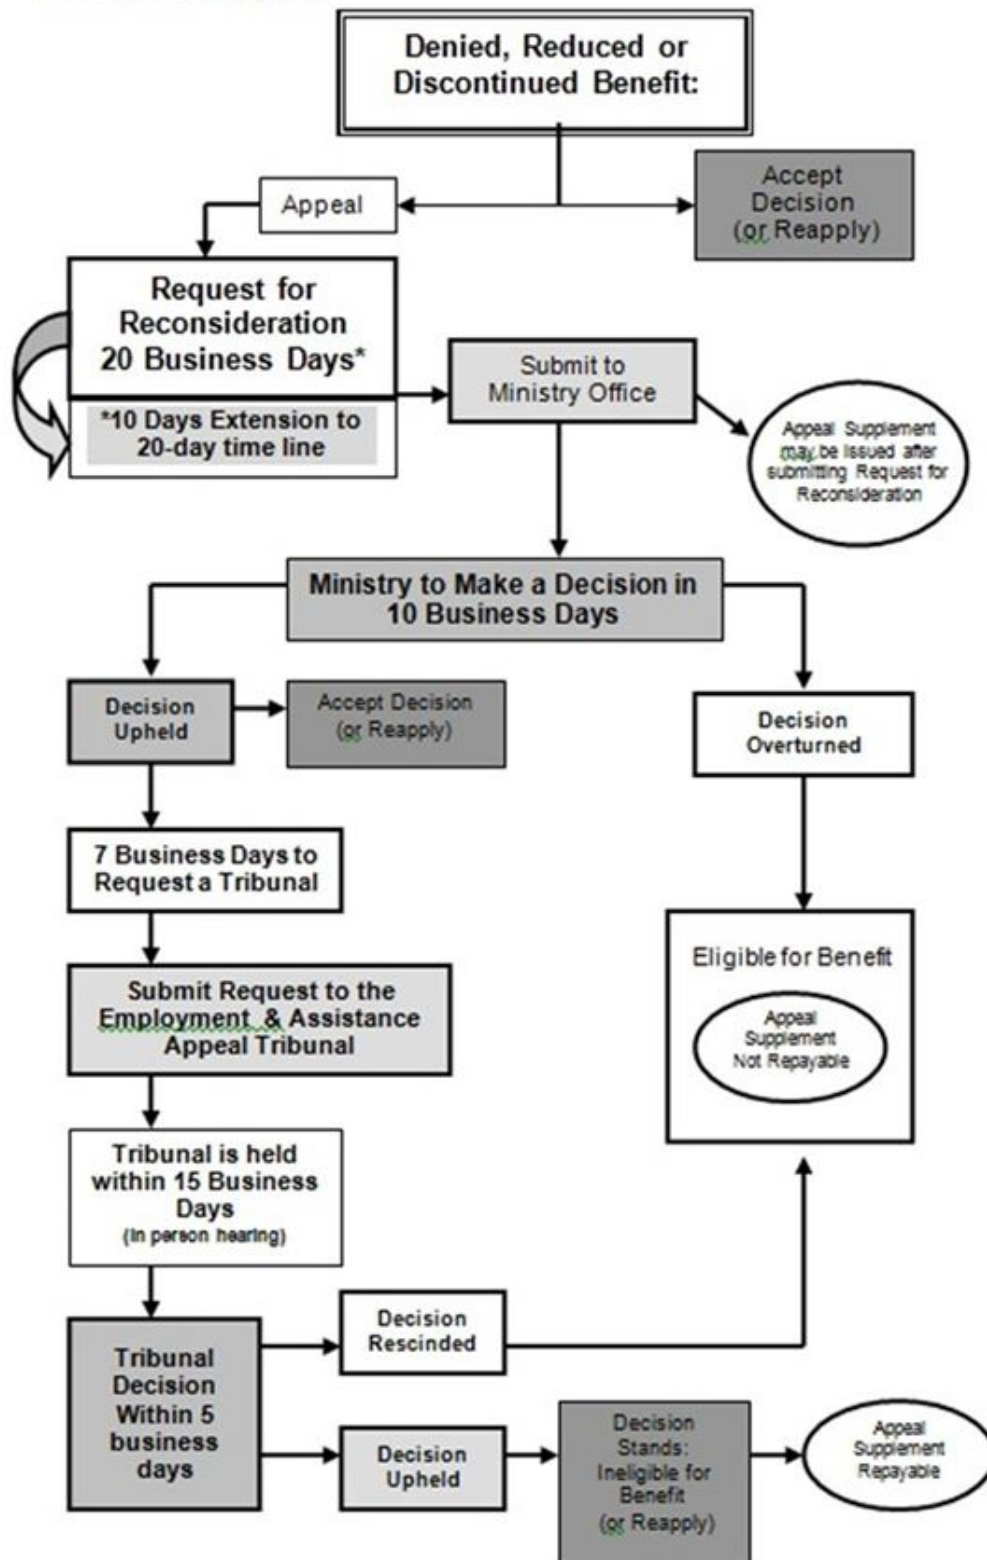 Denied, Reduced or
Discontinued Benefit:
Appeal
Accept
Decision
(or Reapply)
Request for
Reconsideration
20 Business Days*
*10 Days Extension to
20-day time line
Submit to
Ministry Office
Appeal Supplement
may be issued after
submitting Request for
Reconsideration
Ministry to Make a Decision in
10 Business Days
Decision
Upheld
Accept Decision
(or Reapply)
Decision
Overturned
7 Business Days to
Request a Tribunal
Eligible for Benefit
Appeal
Supplement
Not Repayable
Submit Request to the
Employment & Assistance
Appeal Tribunal
Tribunal is held
within 15 Business
Days
(in person hearing)
Tribunal
Decision
Within 5
business
days
Decision
Rescinded
Decision
Upheld
Decision
Stands:
Ineligible for
Benefit
(or Reapply)
Appeal
Supplement
Repayable